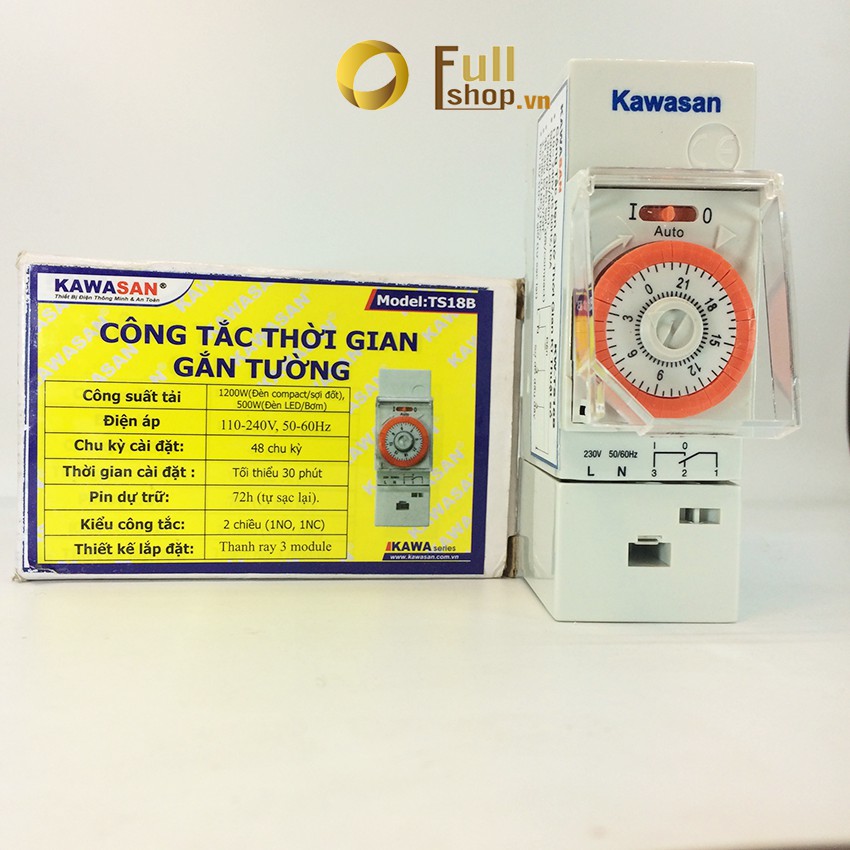 Full
shop.vn
KAWASAN®
Thiết Bị Điện Thông Minh & An Toàn
Model:TS18B
CÔNG TẮC THỜI GIAN
GẮN TƯỜNG
Công suất tải
1200W(Đèn compact/sợi đốt),
500W(Đèn LED/Bơm)
Điện áp
110-240V, 50-60Hz
Chu kỳ cài đặt:
48 chu kỳ
Thời gian cài đặt :
Tối thiểu 30 phút
Pin dự trữ:
72h (tự sạc lại).
Kiểu công tắc:
2 chiều (1NO, 1NC)
Thiết kế lắp đặt:
Thanh ray 3 module
KAWA series
www.kawasan.com.vn
Kawasan
KAWASAN
I 0
Auto
0 21 18 15 12 9 6 3
230V 50/60Hz
I 0
L N 3 2 1